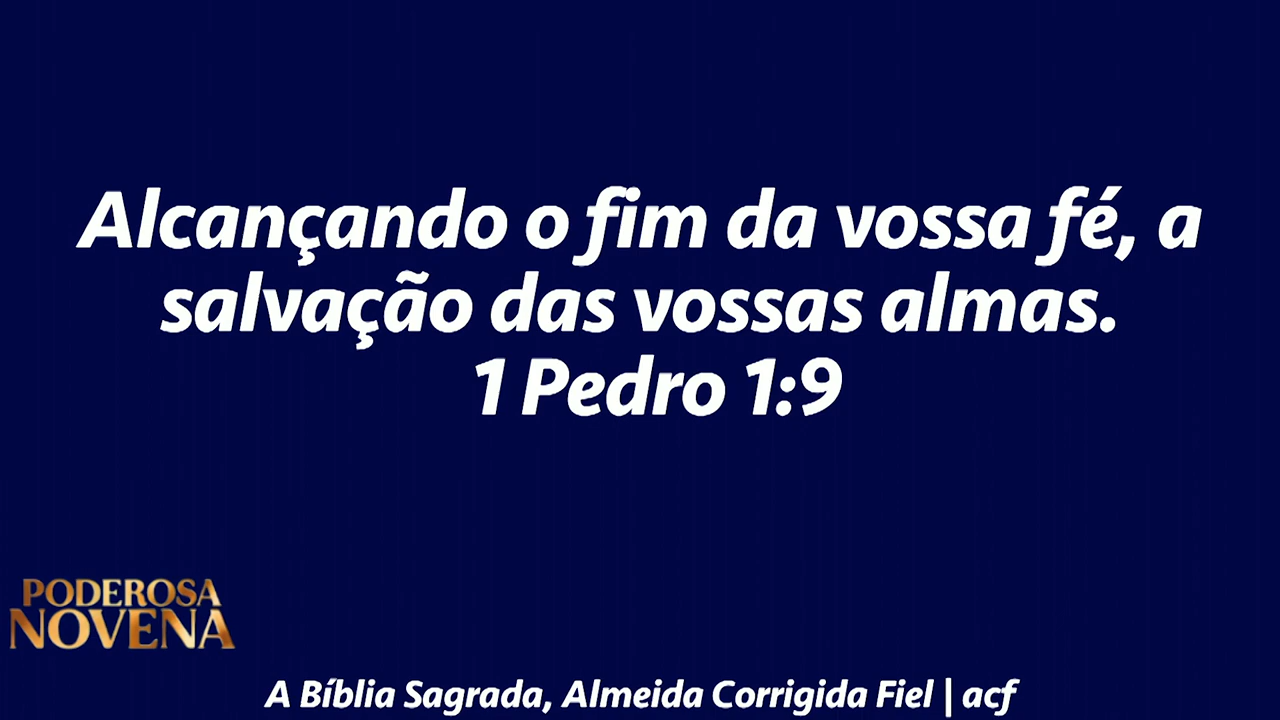 Alcançando o fim da vossa fé, a
salvação das vossas almas.
1 Pedro 1:9
PODEROSA
NOVENA
A Bíblia Sagrada, Almeida Corrigida Fiel | acf